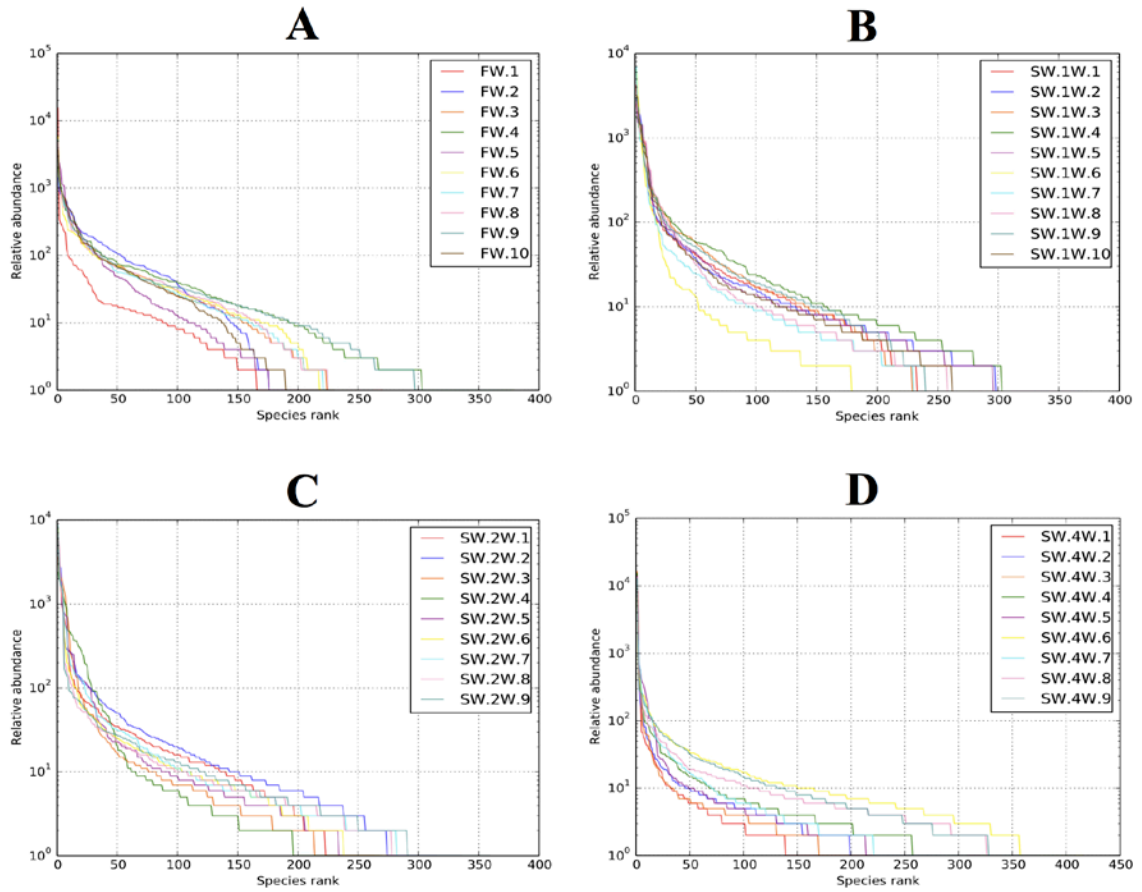 A
B
10^5
10^4
10^3
10^2
10^1
10^0
Relative abundance
0 50 100 150 200 250 300 350 400
Species rank
FW.1
FW.2
FW.3
FW.4
FW.5
FW.6
FW.7
FW.8
FW.9
FW.10
10^4
10^3
10^2
10^1
10^0
Relative abundance
0 50 100 150 200 250 300 350 400
Species rank
SW.1W.1
SW.1W.2
SW.1W.3
SW.1W.4
SW.1W.5
SW.1W.6
SW.1W.7
SW.1W.8
SW.1W.9
SW.1W.10
C
D
10^4
10^3
10^2
10^1
10^0
Relative abundance
0 50 100 150 200 250 300 350 400
Species rank
SW.2W.1
SW.2W.2
SW.2W.3
SW.2W.4
SW.2W.5
SW.2W.6
SW.2W.7
SW.2W.8
SW.2W.9
10^5
10^4
10^3
10^2
10^1
10^0
Relative abundance
0 50 100 150 200 250 300 350 400 450
Species rank
SW.4W.1
SW.4W.2
SW.4W.3
SW.4W.4
SW.4W.5
SW.4W.6
SW.4W.7
SW.4W.8
SW.4W.9